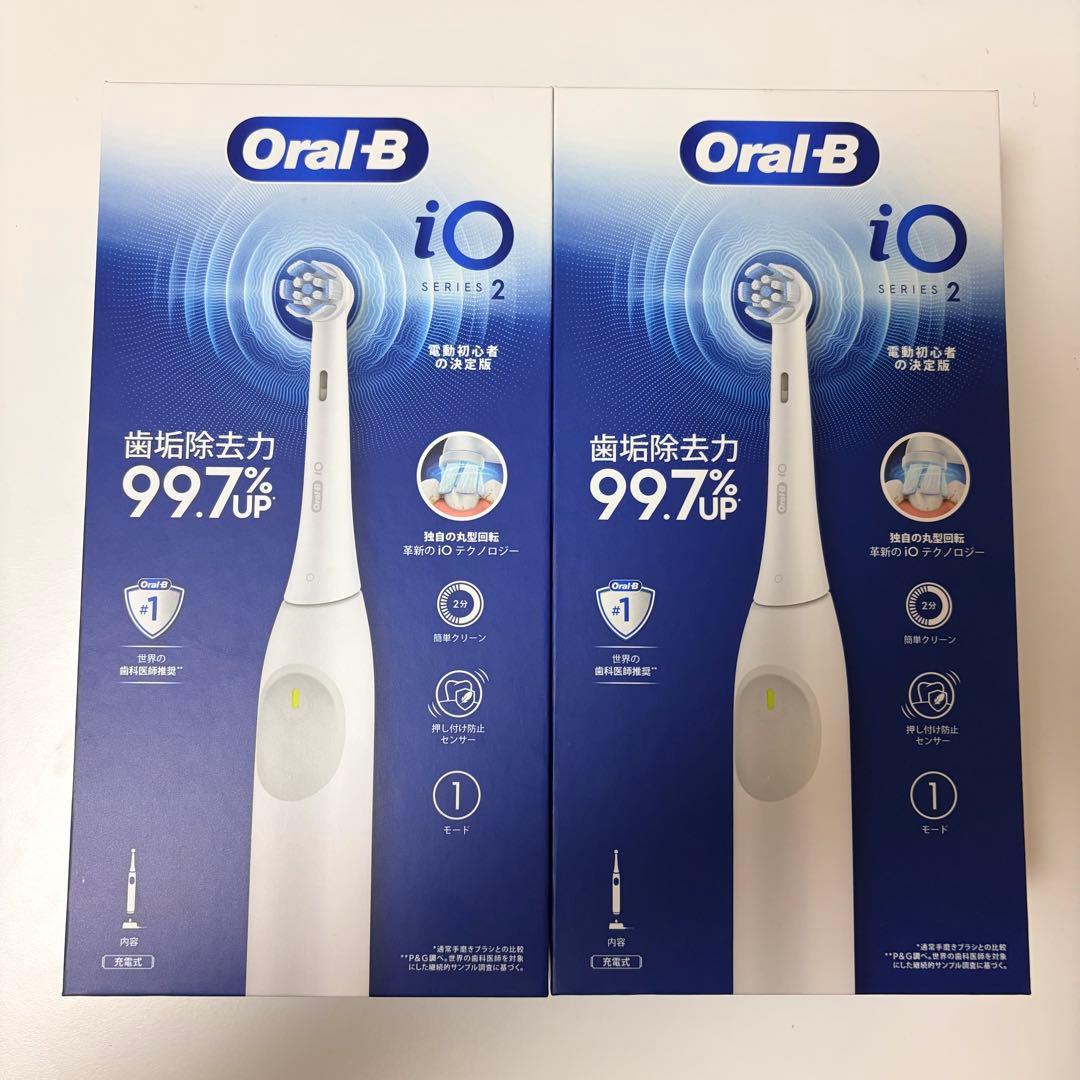 Oral-B
iO
SERIES 2
電動初心者
の決定版
歯垢除去力
99.7%UP*
Oral-B iO
独自の丸型回転
革新の iO テクノロジー
Oral-B
#1
世界の
歯科医師推奨**
2分
簡単クリーン
押し付け防止
センサー
1
モード
内容
充電式
*通常手磨きブラシとの比較
**P&G調べ。世界の歯科医師を対象
にした継続的サンプル調査に基づく。
Oral-B
iO
SERIES 2
電動初心者
の決定版
歯垢除去力
99.7%UP*
Oral-B iO
独自の丸型回転
革新の iO テクノロジー
Oral-B
#1
世界の
歯科医師推奨**
2分
簡単クリーン
押し付け防止
センサー
1
モード
内容
充電式
*通常手磨きブラシとの比較
**P&G調べ。世界の歯科医師を対象
にした継続的サンプル調査に基づく。